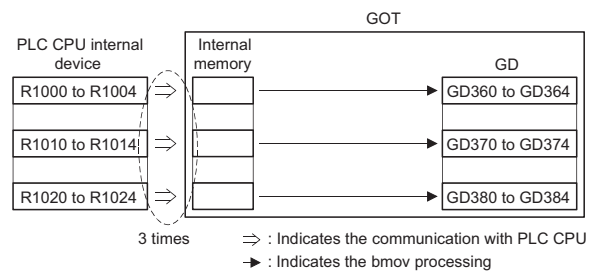 GOT
PLC CPU internal
device
Internal
memory
GD
R1000 to R1004
GD360 to GD364
R1010 to R1014
GD370 to GD374
R1020 to R1024
GD380 to GD384
3 times
⇒ : Indicates the communication with PLC CPU
→ : Indicates the bmov processing